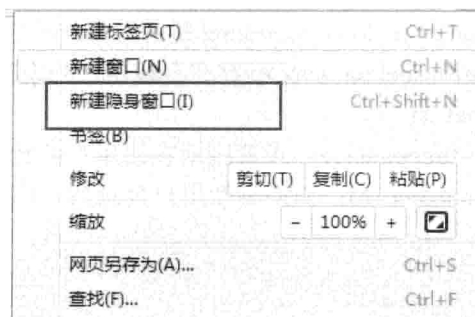 新建标签页(T) Ctrl+T
新建窗口(N) Ctrl+N
新建隐身窗口(I) Ctrl+Shift+N
书签(B)
修改 剪切(T) 复制(C) 粘贴(P)
缩放 - 100% +
网页另存为(A)... Ctrl+S
查找(F)... Ctrl+F